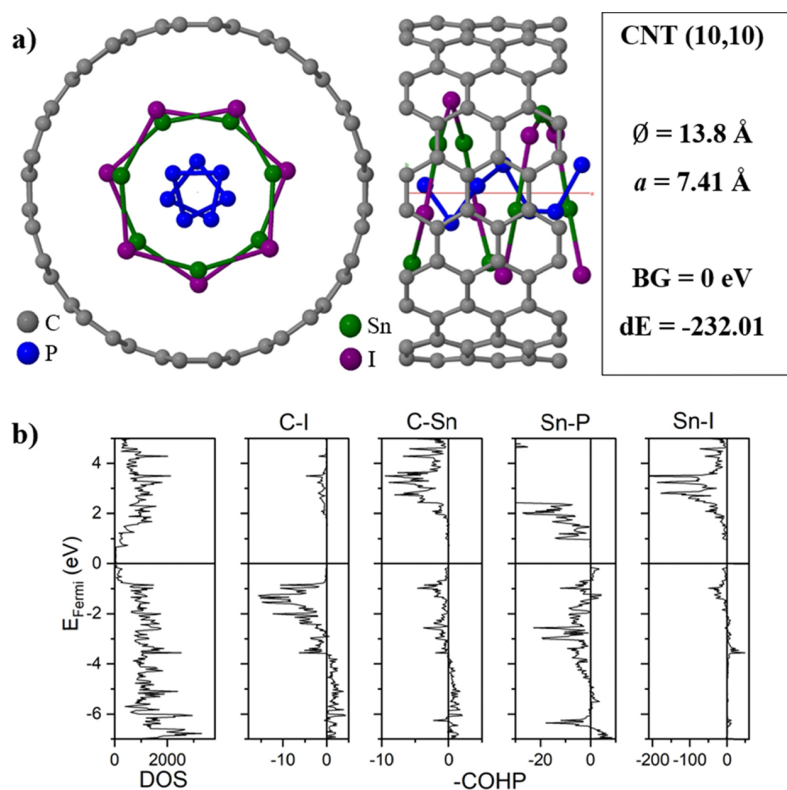 a)
CNT (10,10)
Ø = 13.8 Å
a = 7.41 Å
BG = 0 eV
dE = -232.01
C
P
Sn
I
b)
C-I
C-Sn
Sn-P
Sn-I
4
2
0
-2
-4
-6
E_Fermi (eV)
0 2000
-10 0
-10 0
-20 0
-200 -100 0
DOS
-COHP